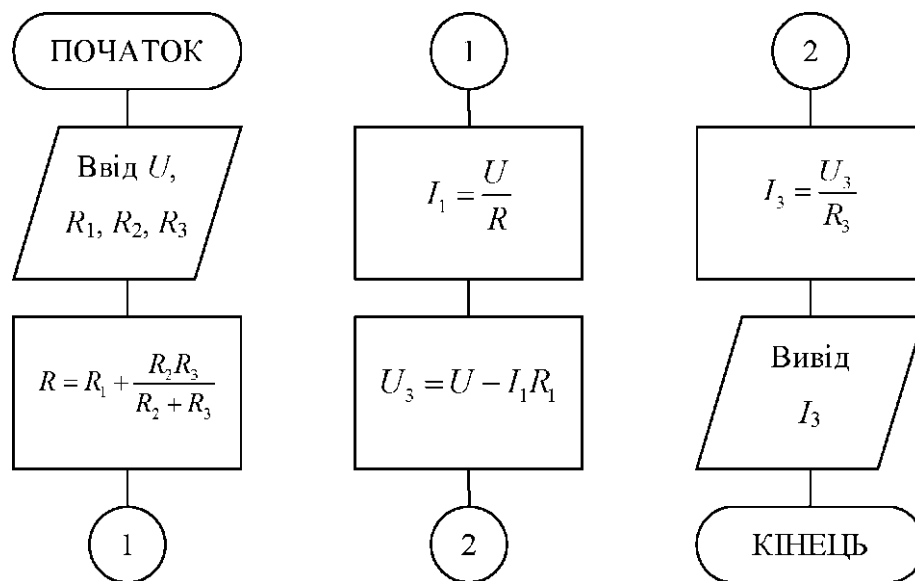 ПОЧАТОК
Ввід U,
R₁, R₂, R₃
R = R₁ + R₂R₃ / (R₂ + R₃)
1
1
I₁ = U / R
U₃ = U − I₁R₁
2
2
I₃ = U₃ / R₃
Вивід
I₃
КІНЕЦЬ